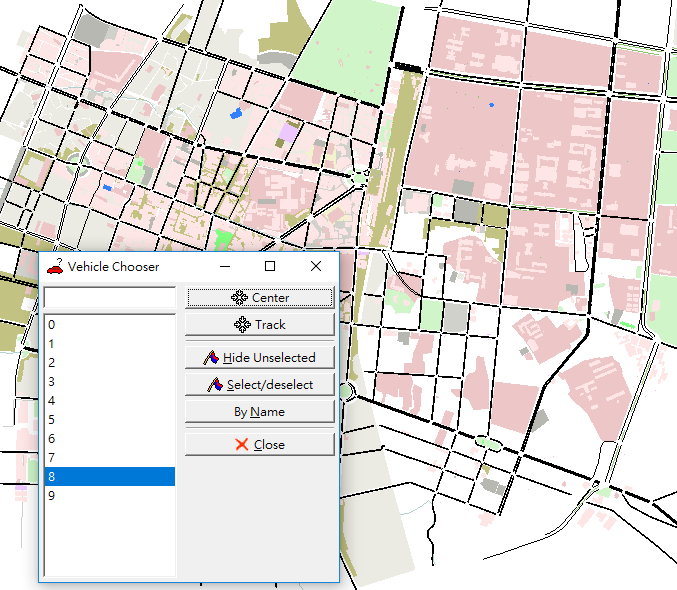 Vehicle Chooser
Center
Track
Hide Unselected
Select/deselect
By Name
Close
0
1
2
3
4
5
6
7
8
9